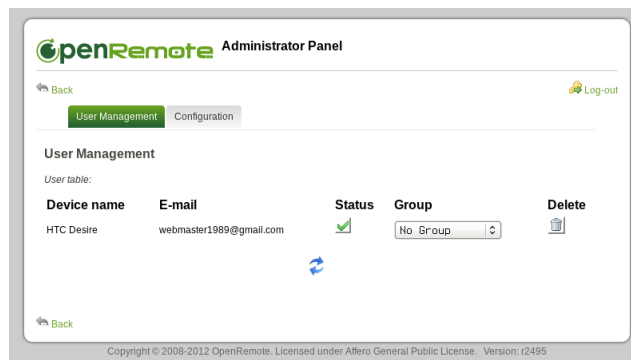 OpenRemote Administrator Panel
Back Log-out
User Management Configuration
User Management
User table:
Device name E-mail Status Group Delete
HTC Desire webmaster1989@gmail.com No Group
Back
Copyright © 2008-2012 OpenRemote. Licensed under Affero General Public License. Version: r2495